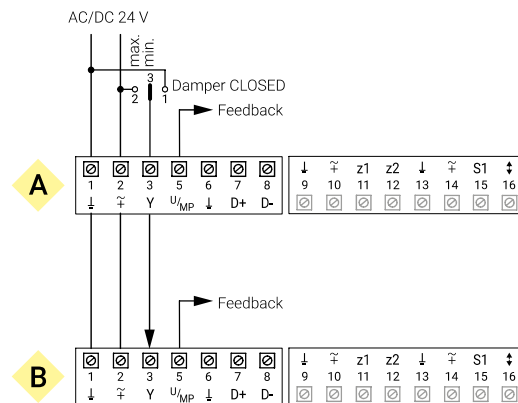 AC/DC 24 V
max.
min.
3
2
1
Damper CLOSED
Feedback
A
1 2 3 5 6 7 8
Y U/MP D+ D-
z1 z2 S1
9 10 11 12 13 14 15 16
Feedback
B
1 2 3 5 6 7 8
Y U/MP D+ D-
z1 z2 S1
9 10 11 12 13 14 15 16